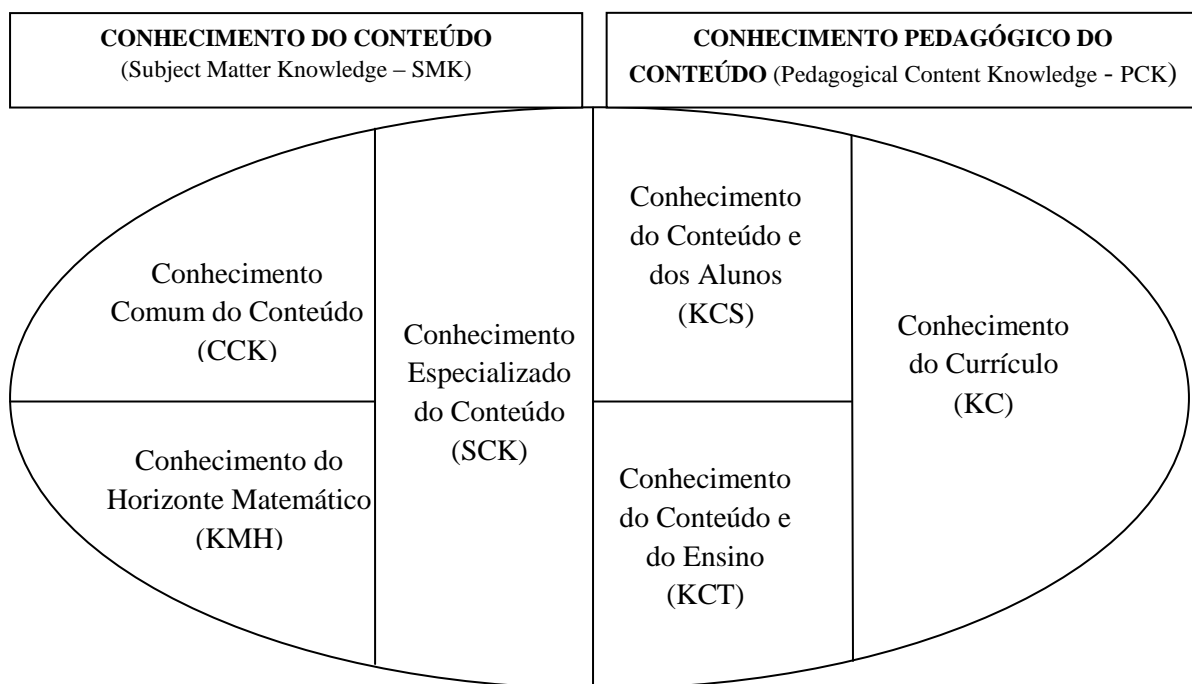 CONHECIMENTO DO CONTEÚDO
(Subject Matter Knowledge – SMK)
CONHECIMENTO PEDAGÓGICO DO
CONTEÚDO (Pedagogical Content Knowledge - PCK)
Conhecimento
Comum do Conteúdo
(CCK)
Conhecimento do
Horizonte Matemático
(KMH)
Conhecimento
Especializado
do Conteúdo
(SCK)
Conhecimento
do Conteúdo e
dos Alunos
(KCS)
Conhecimento
do Conteúdo e
do Ensino
(KCT)
Conhecimento
do Currículo
(KC)